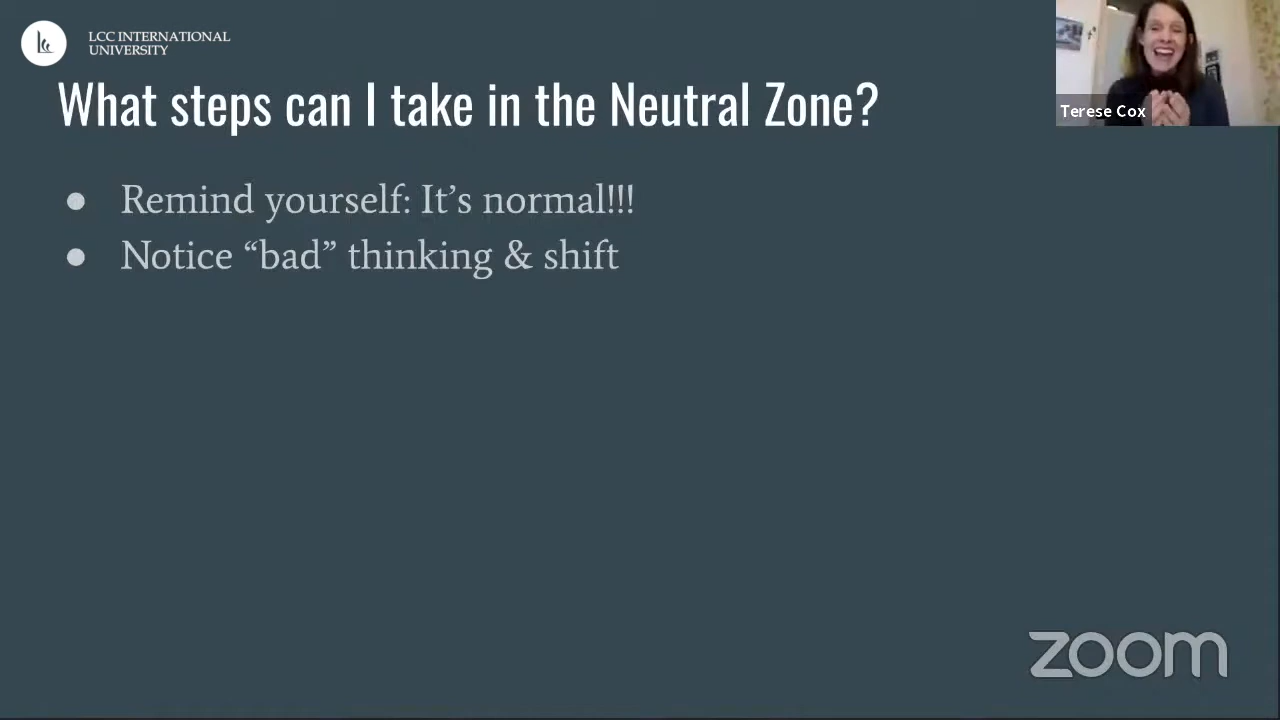 LCC INTERNATIONAL
UNIVERSITY
What steps can I take in the Neutral Zone?
Terese Cox
● Remind yourself: It’s normal!!!
● Notice “bad” thinking & shift
zoom